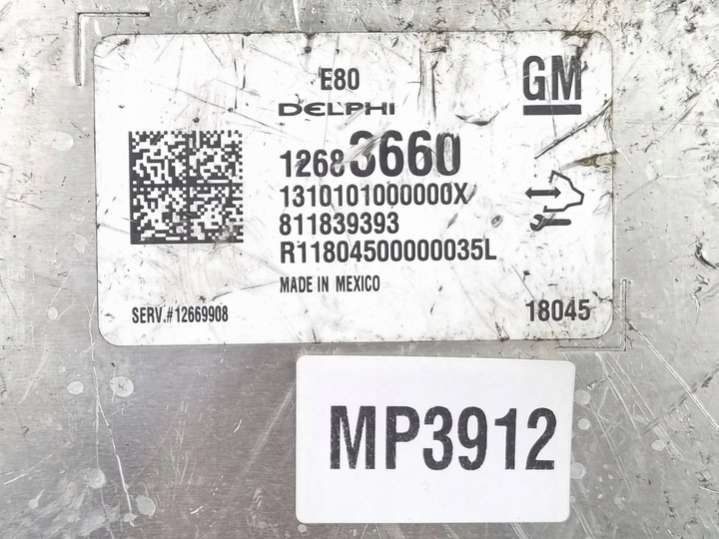 E80
GM
DELPHI
12683660
1310101000000X
811839393
R11804500000035L
MADE IN MEXICO
SERV.#12669908
18045
MP3912